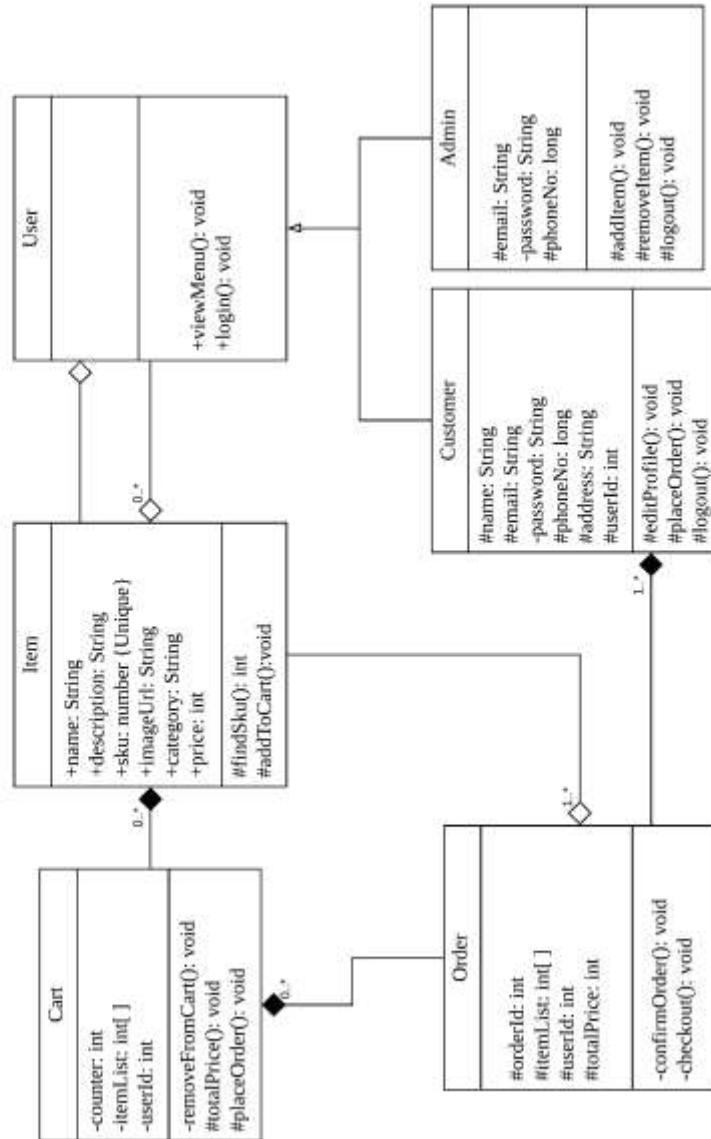 User
+viewMenu(): void
+login(): void
Admin
#email: String
-password: String
#phoneNo: long
#addItem(): void
#removeItem(): void
#logout(): void
Item
+name: String
+description: String
+sku: number {Unique}
+imageUrl: String
+category: String
+price: int
#findSku(): int
#addToCart():void
0..*
0..*
Customer
#name: String
#email: String
-password: String
#phoneNo: long
#address: String
#userId: int
#editProfile(): void
#placeOrder(): void
#logout(): void
1..*
Cart
-counter: int
-itemList: int[ ]
-userId: int
-removeFromCart(): void
#totalPrice(): void
#placeOrder(): void
0..*
Order
#orderId: int
#itemList: int[ ]
#userId: int
#totalPrice: int
-confirmOrder(): void
-checkout(): void
1..*